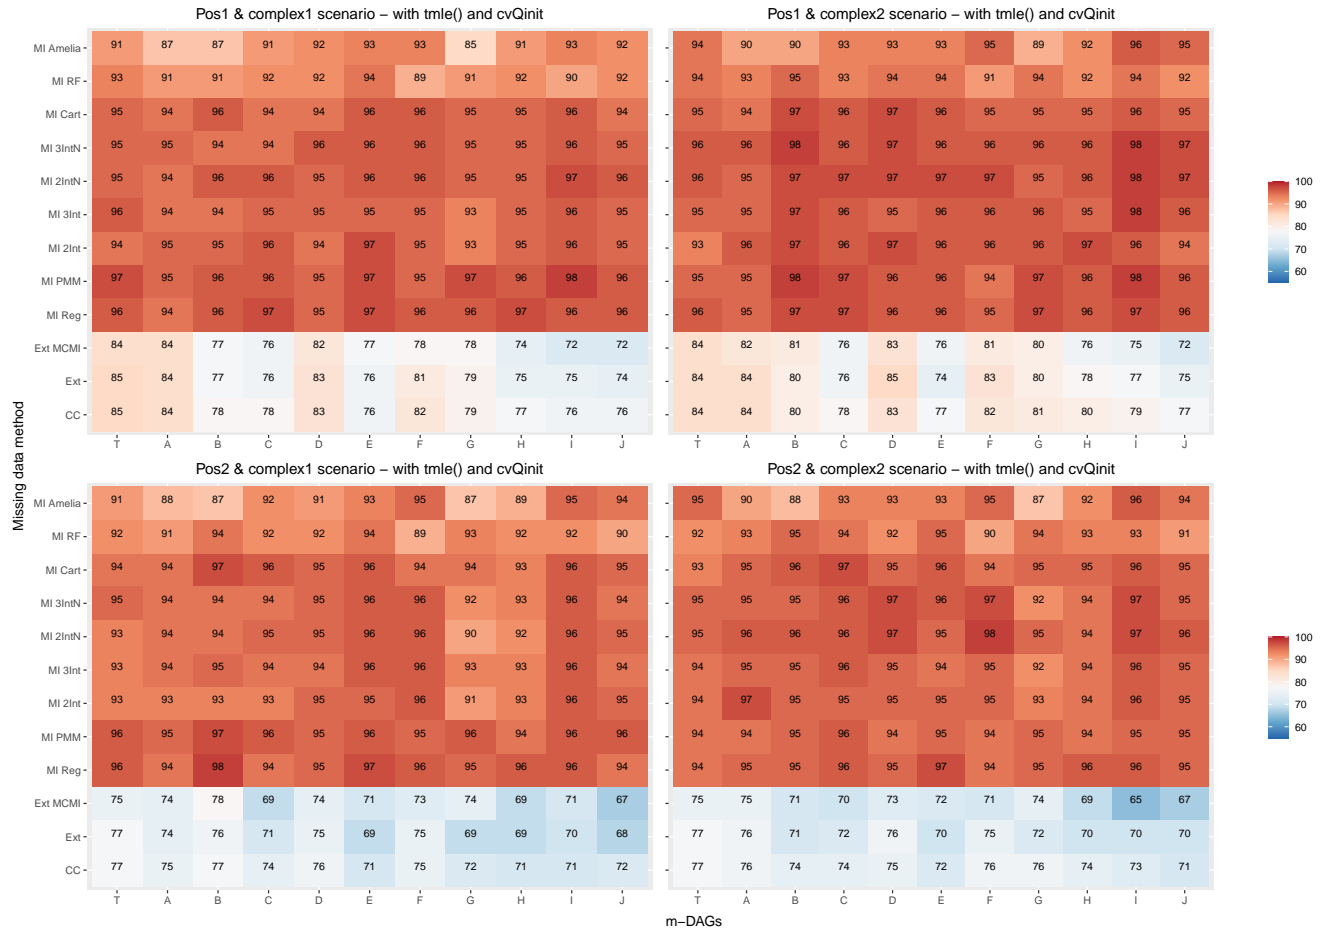 Pos1 & complex1 scenario – with tmle() and cvQinit
MI Amelia 91 87 87 91 92 93 93 85 91 93 92
MI RF 93 91 91 92 92 94 89 91 92 90 92
MI Cart 95 94 96 94 94 96 96 95 95 96 94
MI 3IntN 95 95 94 94 96 96 96 95 95 96 95
MI 2IntN 95 94 96 96 95 96 96 95 95 97 96
MI 3Int 96 94 94 95 95 95 95 93 95 96 95
MI 2Int 94 95 95 96 94 97 95 93 95 96 95
MI PMM 97 95 96 96 95 97 95 97 96 98 96
MI Reg 96 94 96 97 95 97 96 96 97 96 96
Ext MCMI 84 84 77 76 82 77 78 78 74 72 72
Ext 85 84 77 76 83 76 81 79 75 75 74
CC 85 84 78 78 83 76 82 79 77 76 76
T A B C D E F G H I J
Pos1 & complex2 scenario – with tmle() and cvQinit
94 90 90 93 93 93 95 89 92 96 95
94 93 95 93 94 94 91 94 92 94 92
95 94 97 96 97 96 95 95 95 96 95
96 96 98 96 97 96 96 96 96 98 97
96 95 97 97 97 97 97 95 96 98 97
95 95 97 96 95 96 96 95 96 98 96
93 96 97 96 97 96 96 96 97 96 94
95 95 98 97 96 96 94 97 96 98 96
96 95 97 97 96 96 95 97 96 97 96
84 82 81 76 83 76 81 80 76 75 72
84 84 80 76 85 74 83 80 78 77 75
84 84 80 78 83 77 82 81 80 79 77
T A B C D E F G H I J
100
90
80
70
60
Missing data method
Pos2 & complex1 scenario – with tmle() and cvQinit
MI Amelia 91 88 87 92 91 93 95 87 89 95 94
MI RF 92 91 94 92 92 94 89 93 92 92 90
MI Cart 94 94 97 96 95 96 94 94 93 96 95
MI 3IntN 95 94 94 94 95 96 96 92 93 96 94
MI 2IntN 93 94 94 95 95 96 96 90 92 96 95
MI 3Int 93 94 95 94 94 96 96 93 93 96 94
MI 2Int 93 93 93 93 95 95 96 91 93 96 95
MI PMM 96 95 97 96 95 96 95 96 94 96 96
MI Reg 96 94 98 94 95 97 96 95 96 96 94
Ext MCMI 75 74 78 69 74 71 73 74 69 71 67
Ext 77 74 76 71 75 69 75 69 69 70 68
CC 77 75 77 74 76 71 75 72 71 71 72
T A B C D E F G H I J
Pos2 & complex2 scenario – with tmle() and cvQinit
95 90 88 93 93 93 95 87 92 96 94
92 93 95 94 92 95 90 94 93 93 91
93 95 96 97 95 96 94 95 95 96 95
95 95 95 96 97 96 97 92 94 97 95
95 96 96 96 97 95 98 95 94 97 96
94 95 96 96 95 94 95 92 94 96 95
94 97 95 95 95 95 95 93 94 96 95
94 94 95 96 94 95 95 94 94 95 95
94 95 95 96 95 97 94 95 96 96 95
75 75 71 70 73 72 71 74 69 65 67
77 76 71 72 76 70 75 72 70 70 70
77 76 74 74 75 72 76 76 74 73 71
T A B C D E F G H I J
100
90
80
70
60
m−DAGs